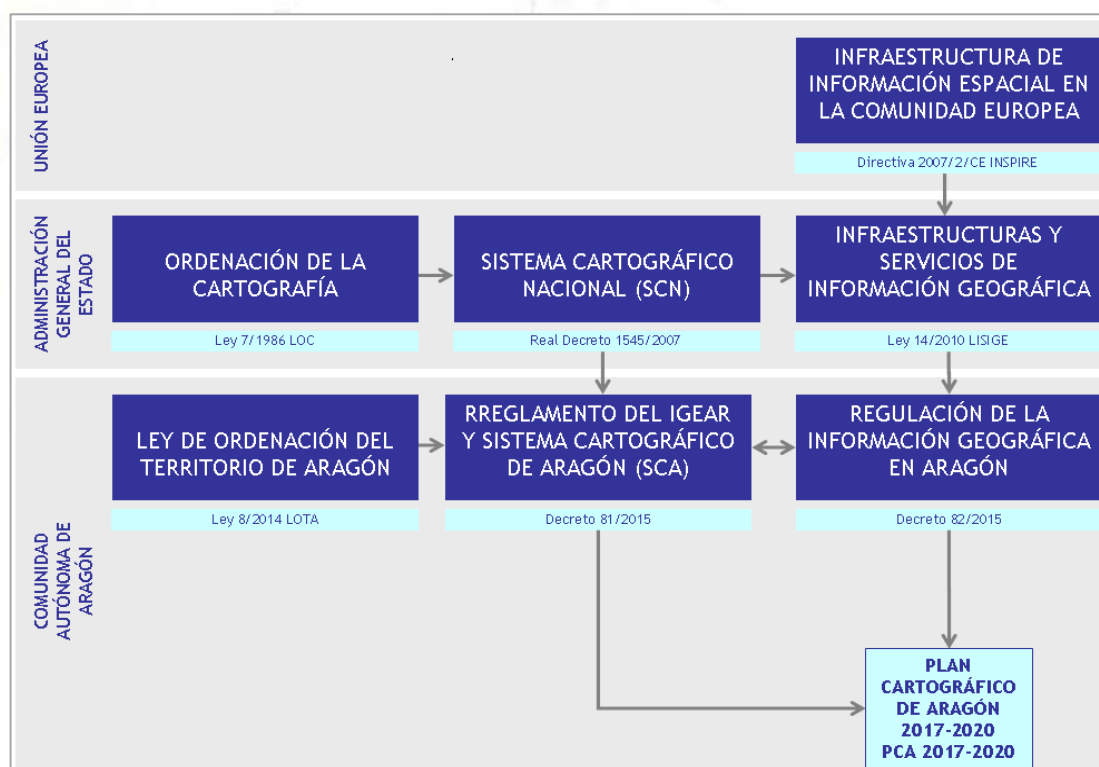 UNIÓN EUROPEA
INFRAESTRUCTURA DE
INFORMACIÓN ESPACIAL EN
LA COMUNIDAD EUROPEA
Directiva 2007/2/CE INSPIRE
ADMINISTRACIÓN
GENERAL DEL
ESTADO
ORDENACIÓN DE LA
CARTOGRAFÍA
Ley 7/1986 LOC
SISTEMA CARTOGRÁFICO
NACIONAL (SCN)
Real Decreto 1545/2007
INFRAESTRUCTURAS Y
SERVICIOS DE
INFORMACIÓN GEOGRÁFICA
Ley 14/2010 LISIGE
COMUNIDAD
AUTÓNOMA DE
ARAGÓN
LEY DE ORDENACIÓN DEL
TERRITORIO DE ARAGÓN
Ley 8/2014 LOTA
RREGLAMENTO DEL IGEAR
Y SISTEMA CARTOGRÁFICO
DE ARAGÓN (SCA)
Decreto 81/2015
REGULACIÓN DE LA
INFORMACIÓN GEOGRÁFICA
EN ARAGÓN
Decreto 82/2015
PLAN
CARTOGRÁFICO
DE ARAGÓN
2017-2020
PCA 2017-2020